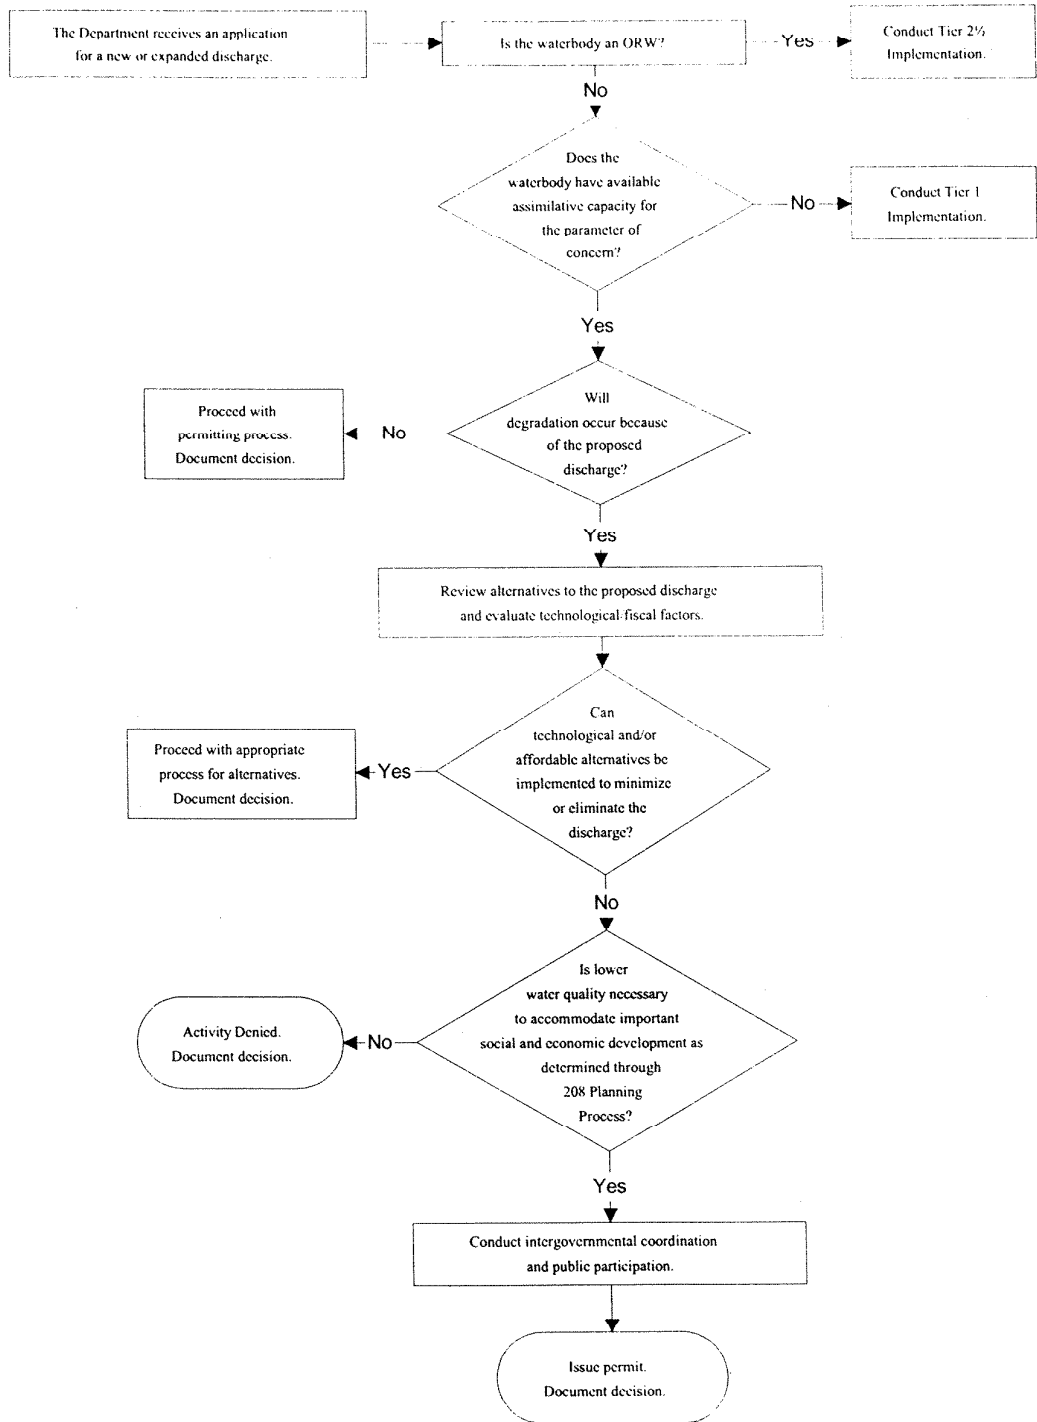 The Department receives an application
for a new or expanded discharge.
Is the waterbody an ORW?
Yes
Conduct Tier 2½
Implementation.
No
Does the
waterbody have available
assimilative capacity for
the parameter of
concern?
No
Conduct Tier 1
Implementation.
Yes
Will
degradation occur because
of the proposed
discharge?
No
Proceed with
permitting process.
Document decision.
Yes
Review alternatives to the proposed discharge
and evaluate technological/fiscal factors.
Can
technological and/or
affordable alternatives be
implemented to minimize
or eliminate the
discharge?
Yes
Proceed with appropriate
process for alternatives.
Document decision.
No
Is lower
water quality necessary
to accommodate important
social and economic development as
determined through
208 Planning
Process?
No
Activity Denied.
Document decision.
Yes
Conduct intergovernmental coordination
and public participation.
Issue permit.
Document decision.